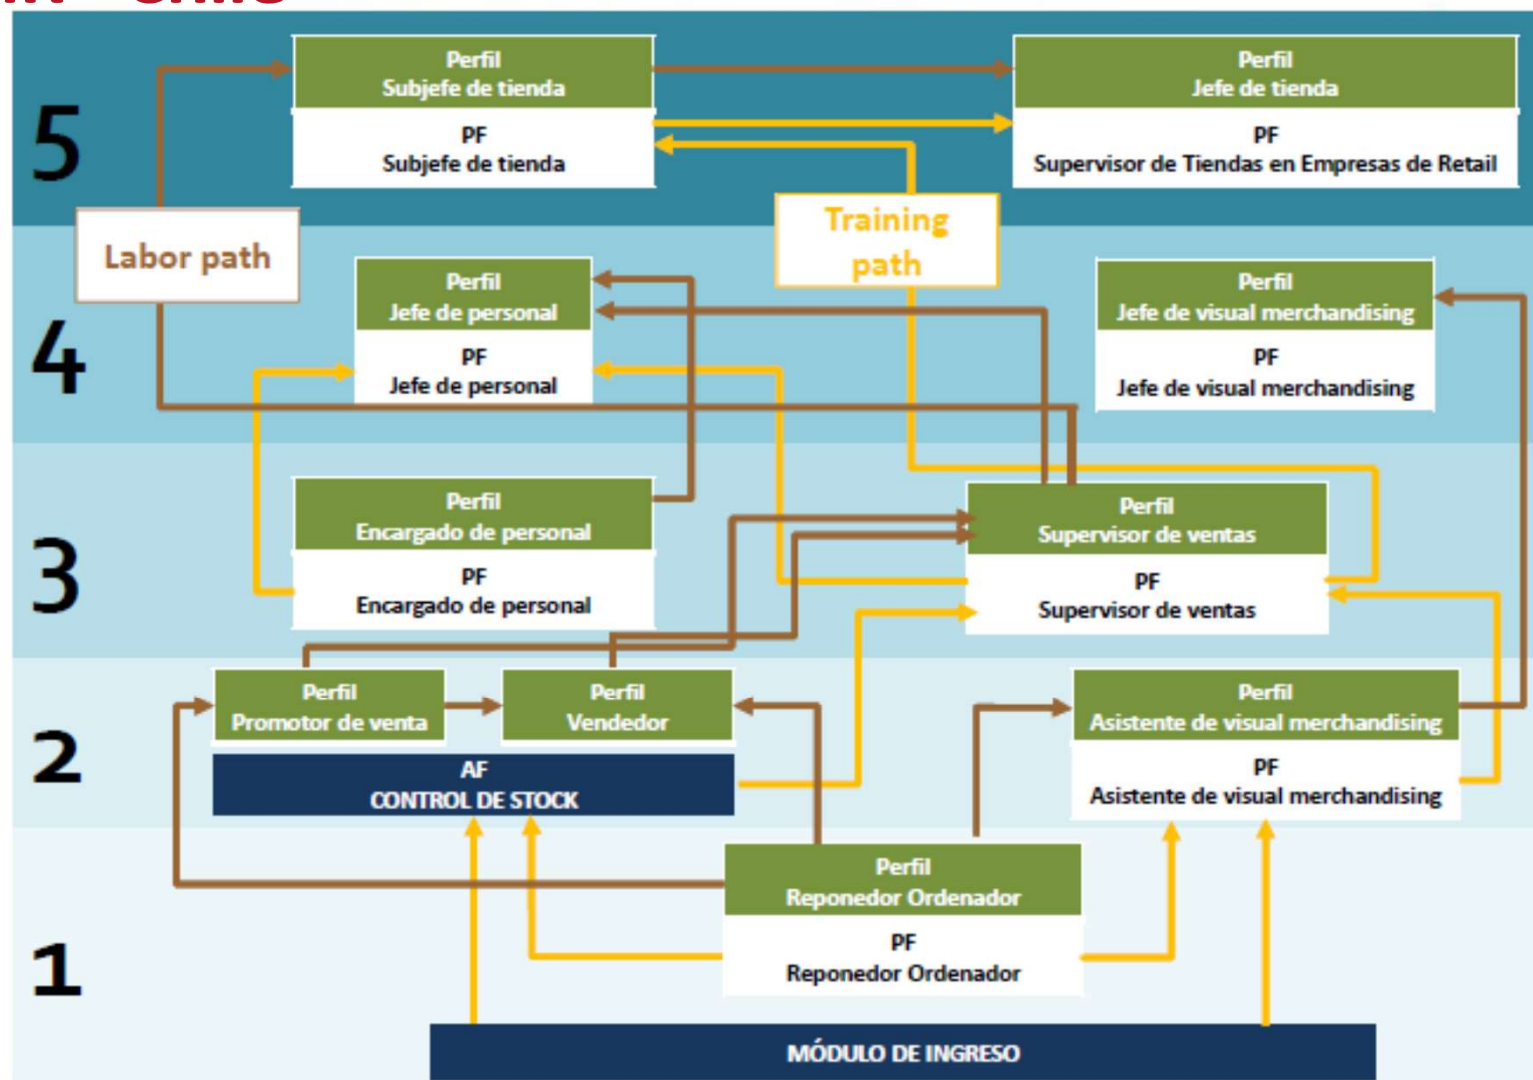 5
Perfil
Subjefe de tienda
PF
Subjefe de tienda
Perfil
Jefe de tienda
PF
Supervisor de Tiendas en Empresas de Retail
Labor path
Training
path
4
Perfil
Jefe de personal
PF
Jefe de personal
Perfil
Jefe de visual merchandising
PF
Jefe de visual merchandising
3
Perfil
Encargado de personal
PF
Encargado de personal
Perfil
Supervisor de ventas
PF
Supervisor de ventas
2
Perfil
Promotor de venta
Perfil
Vendedor
AF
CONTROL DE STOCK
Perfil
Asistente de visual merchandising
PF
Asistente de visual merchandising
1
Perfil
Reponedor Ordenador
PF
Reponedor Ordenador
MÓDULO DE INGRESO